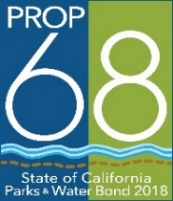 PROP
68
State of California
Parks & Water Bond 2018